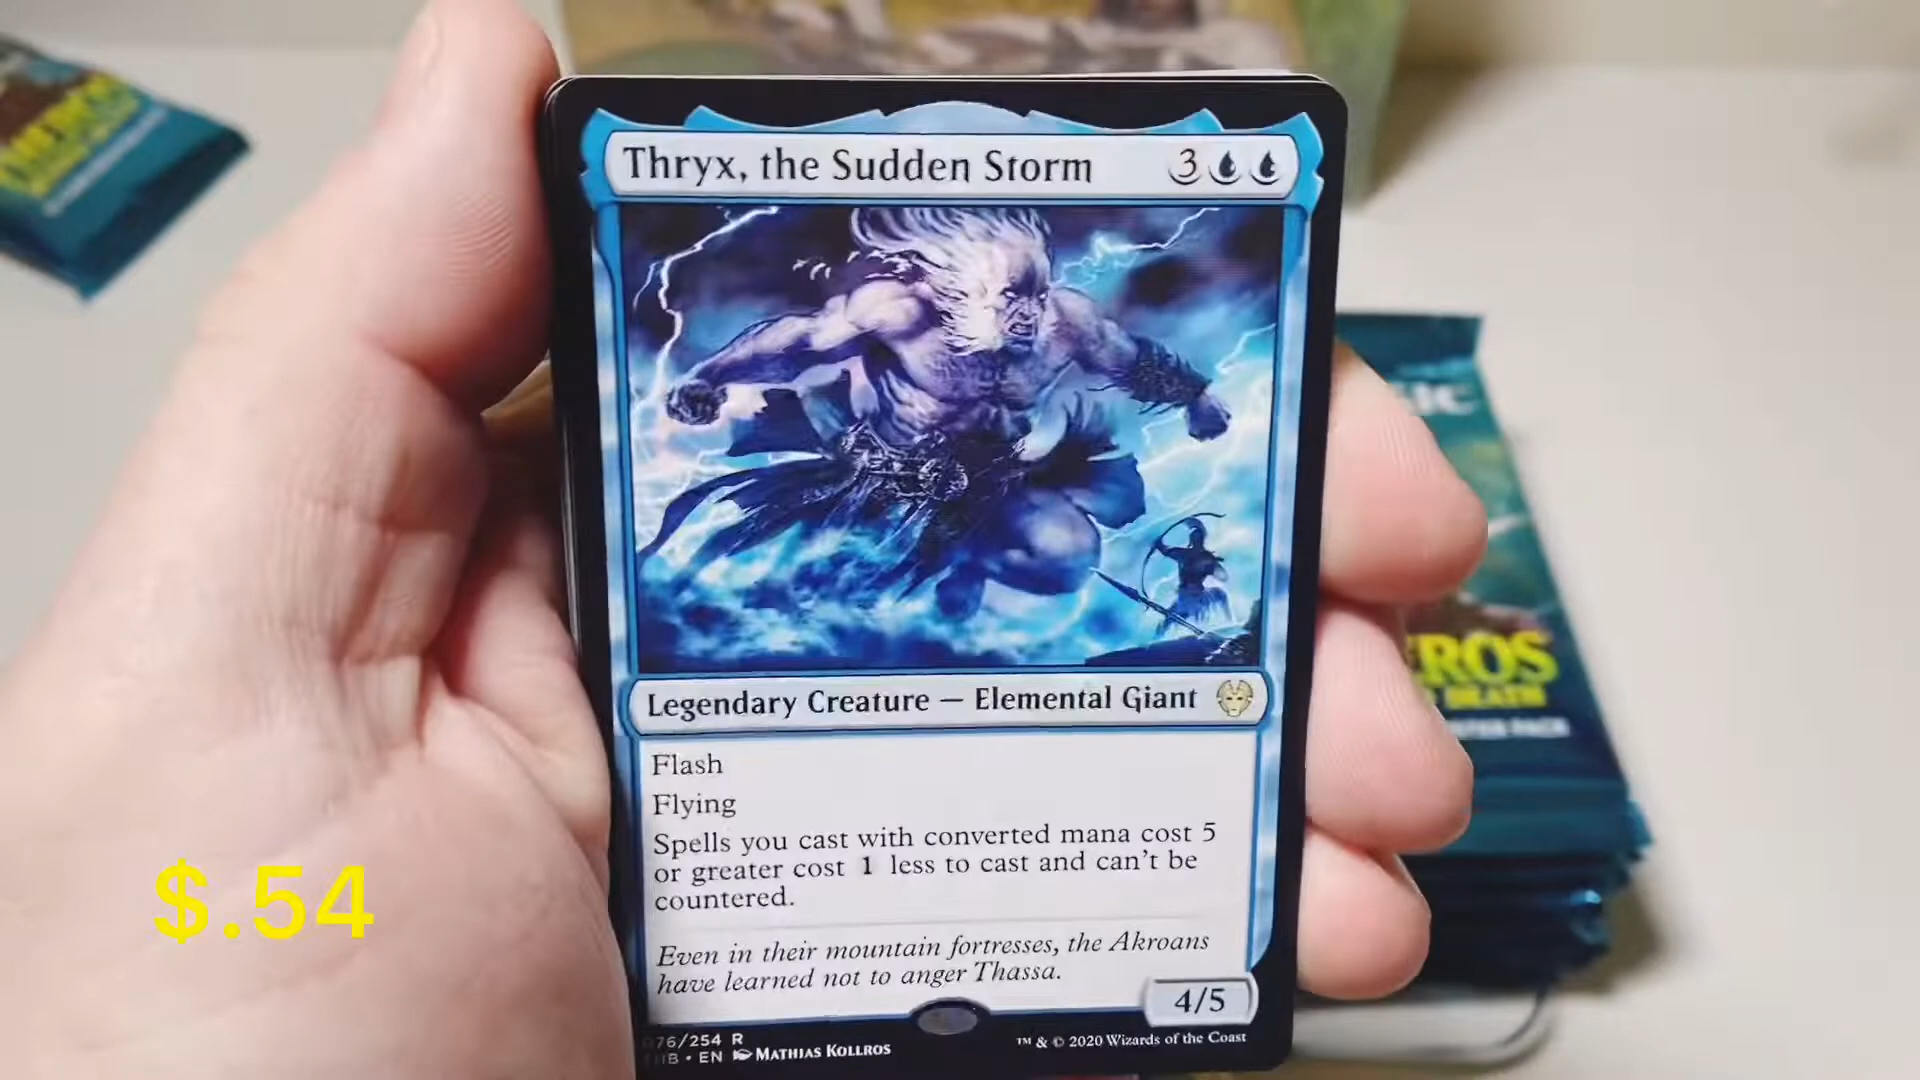 Thryx, the Sudden Storm 3
Legendary Creature — Elemental Giant
Flash
Flying
Spells you cast with converted mana cost 5
or greater cost 1 less to cast and can't be
countered.
Even in their mountain fortresses, the Akroans
have learned not to anger Thassa.
4/5
76/254 R
EN Mathias Kollros
™ & © 2020 Wizards of the Coast
$.54
EROS
DEATH
PACK